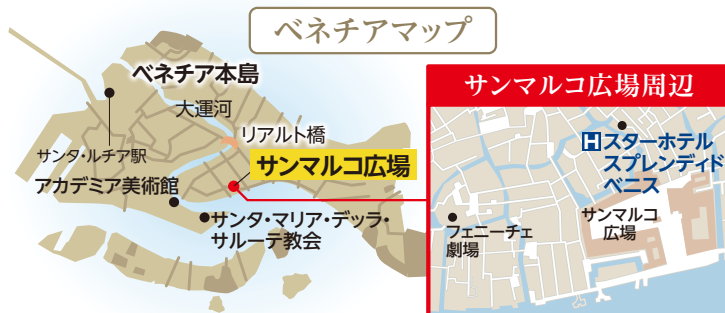 ベネチアマップ
ベネチア本島
大運河
リアルト橋
サンタ・ルチア駅
サンマルコ広場
アカデミア美術館
サンタ・マリア・デッラ・
サルーテ教会
サンマルコ広場周辺
H スターホテル
スプレンディド
ベニス
サンマルコ
広場
フェニーチェ
劇場